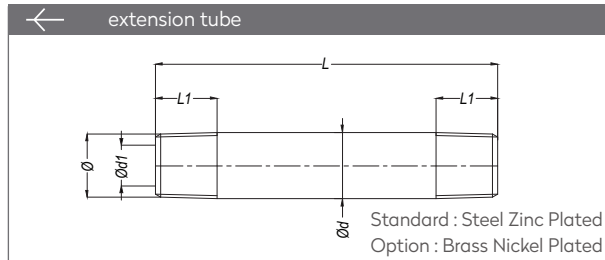 extension tube
L
L1 L1
Ø Ød1
Ød
Standard : Steel Zinc Plated
Option : Brass Nickel Plated